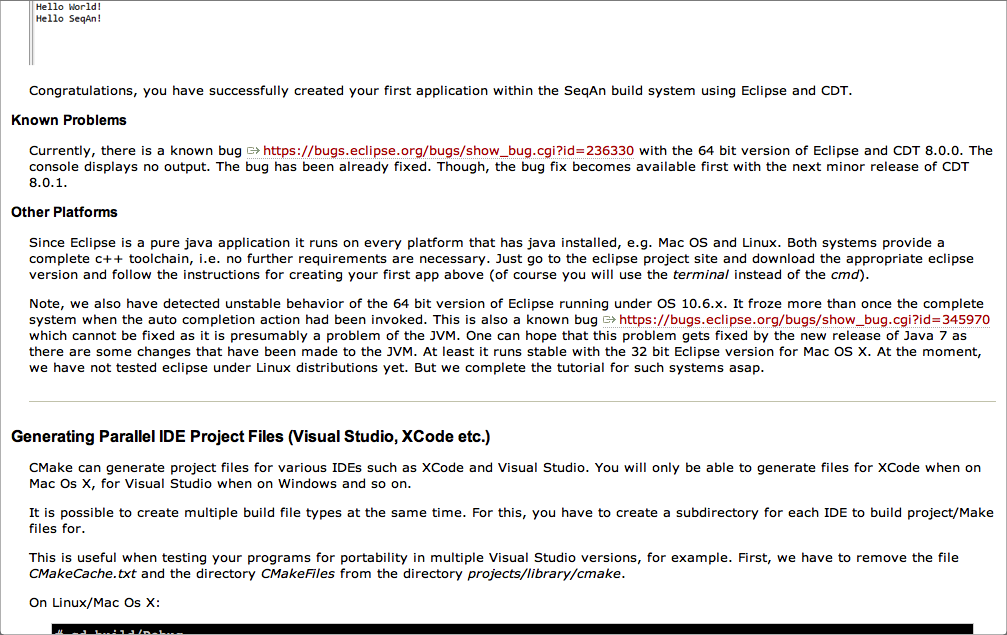 Hello World!
Hello SeqAn!
Congratulations, you have successfully created your first application within the SeqAn build system using Eclipse and CDT.
Known Problems
Currently, there is a known bug https://bugs.eclipse.org/bugs/show_bug.cgi?id=236330 with the 64 bit version of Eclipse and CDT 8.0.0. The
console displays no output. The bug has been already fixed. Though, the bug fix becomes available first with the next minor release of CDT
8.0.1.
Other Platforms
Since Eclipse is a pure java application it runs on every platform that has java installed, e.g. Mac OS and Linux. Both systems provide a
complete c++ toolchain, i.e. no further requirements are necessary. Just go to the eclipse project site and download the appropriate eclipse
version and follow the instructions for creating your first app above (of course you will use the terminal instead of the cmd).
Note, we also have detected unstable behavior of the 64 bit version of Eclipse running under OS 10.6.x. It froze more than once the complete
system when the auto completion action had been invoked. This is also a known bug https://bugs.eclipse.org/bugs/show_bug.cgi?id=345970
which cannot be fixed as it is presumably a problem of the JVM. One can hope that this problem gets fixed by the new release of Java 7 as
there are some changes that have been made to the JVM. At least it runs stable with the 32 bit Eclipse version for Mac OS X. At the moment,
we have not tested eclipse under Linux distributions yet. But we complete the tutorial for such systems asap.
Generating Parallel IDE Project Files (Visual Studio, XCode etc.)
CMake can generate project files for various IDEs such as XCode and Visual Studio. You will only be able to generate files for XCode when on
Mac Os X, for Visual Studio when on Windows and so on.
It is possible to create multiple build file types at the same time. For this, you have to create a subdirectory for each IDE to build project/Make
files for.
This is useful when testing your programs for portability in multiple Visual Studio versions, for example. First, we have to remove the file
CMakeCache.txt and the directory CMakeFiles from the directory projects/library/cmake.
On Linux/Mac Os X:
# cd build/Debug